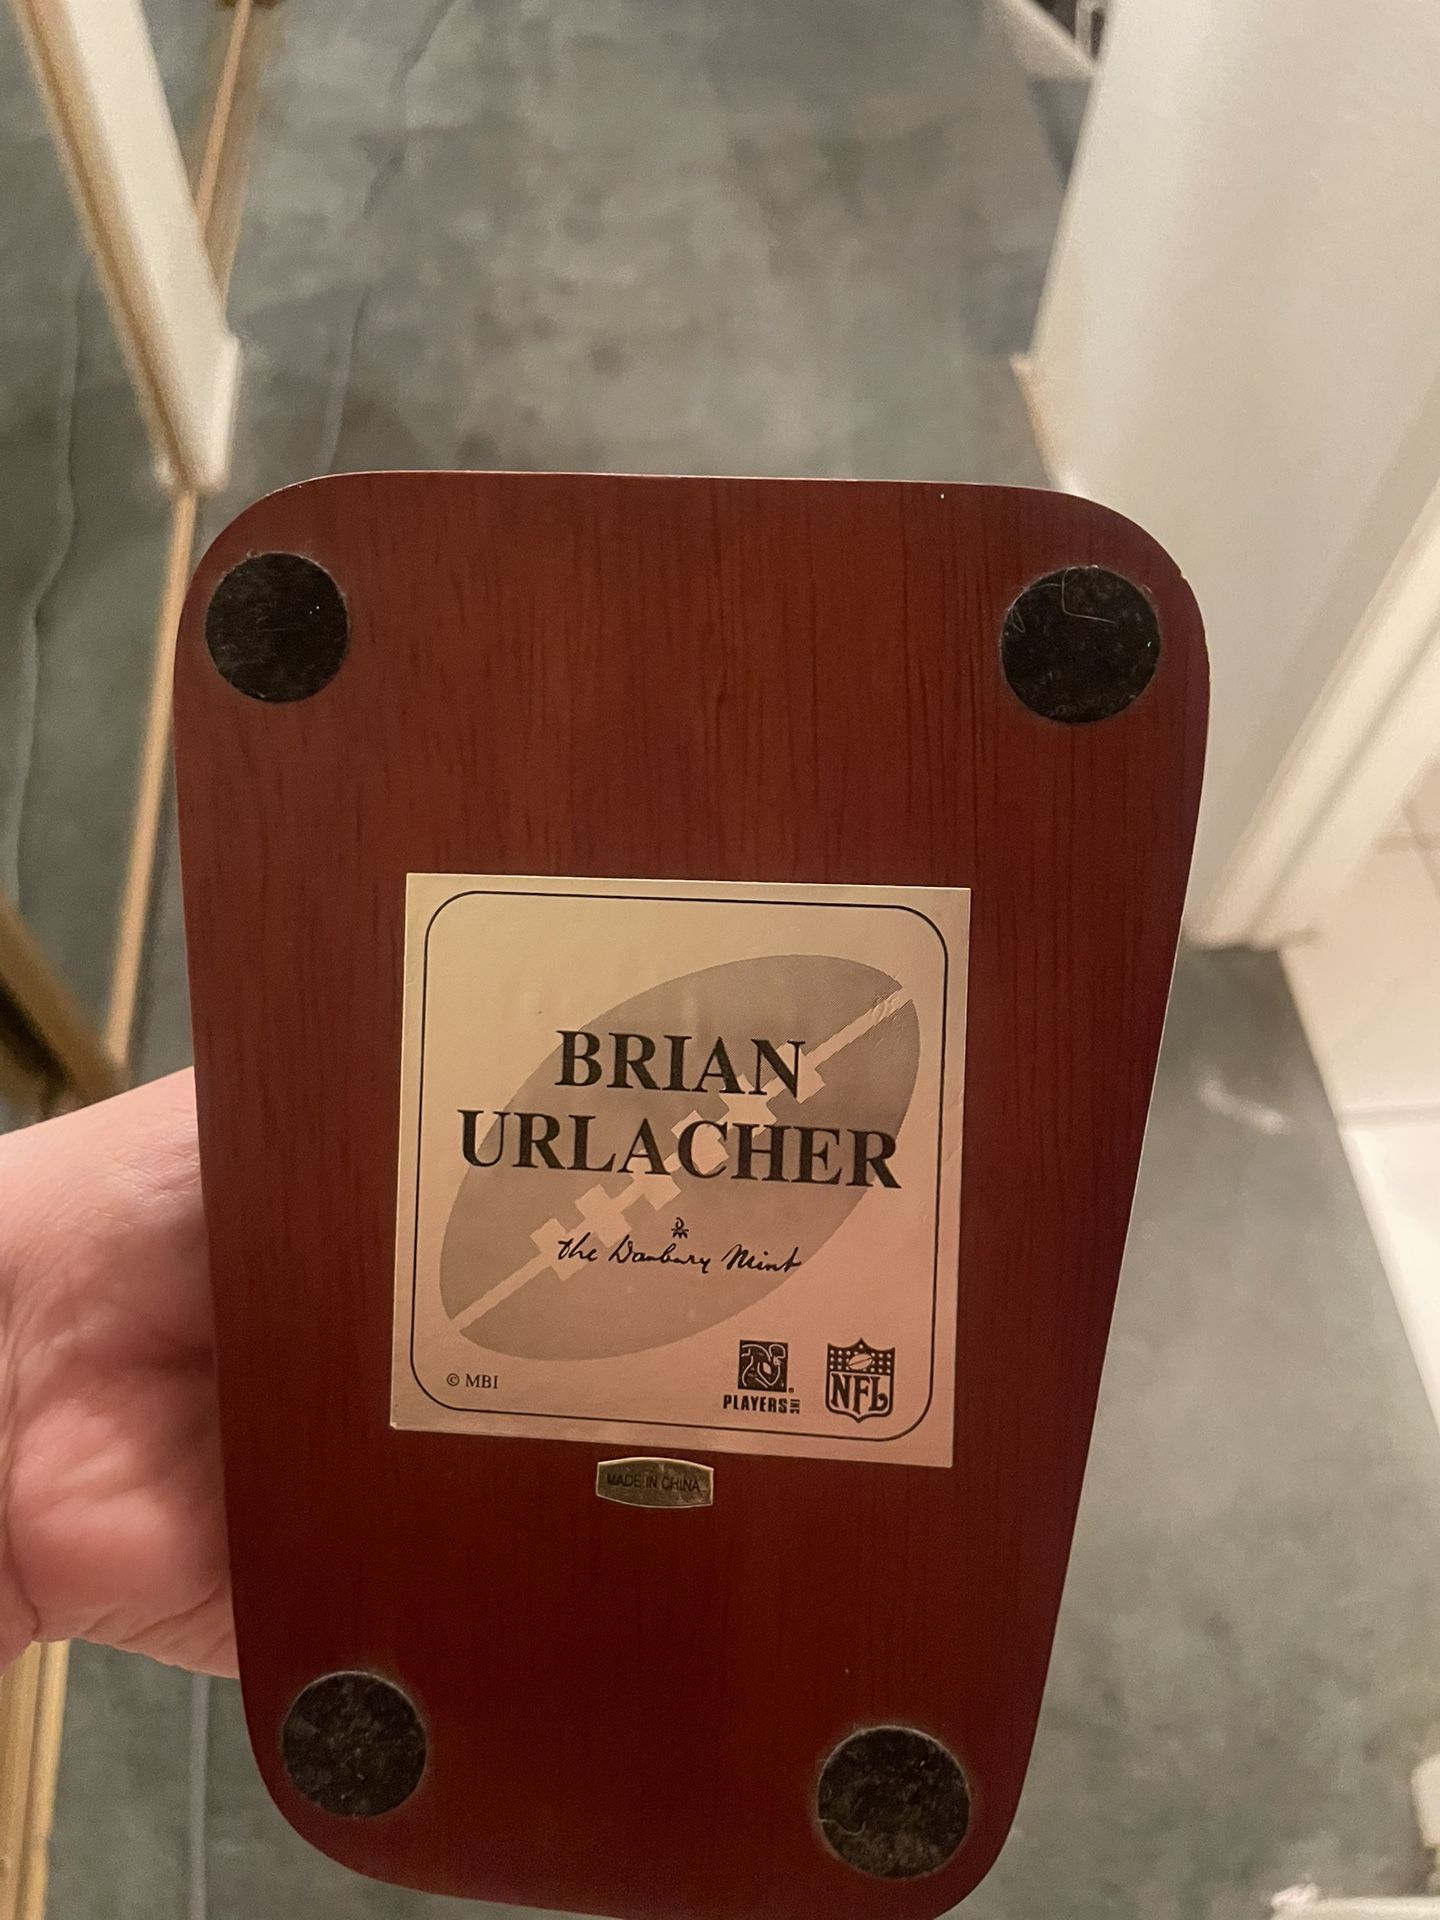 BRIAN
URLACHER
the Danbury Mint
© MBI
PLAYERS INC
NFL
MADE IN CHINA